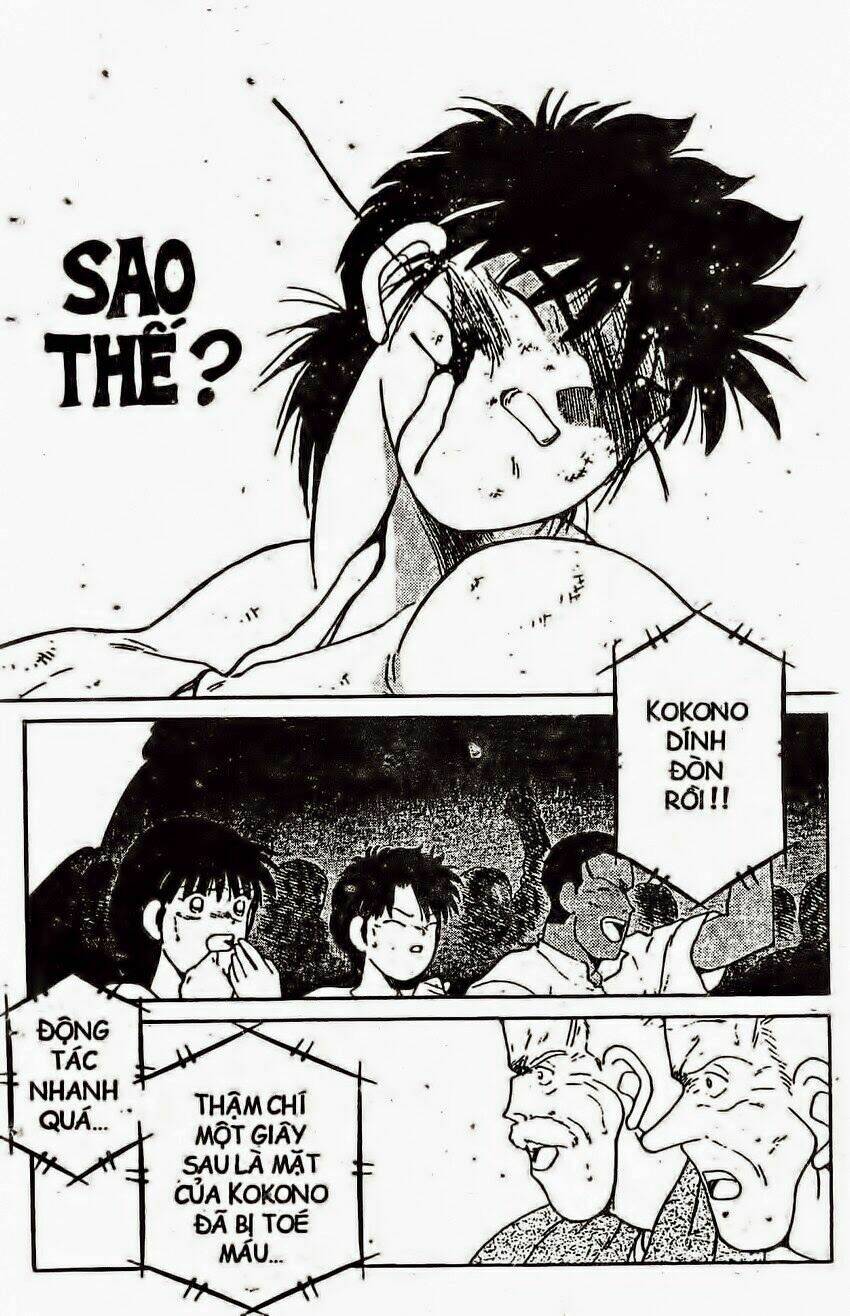 SAO
THẾ?
KOKONO
DÍNH
ĐÒN
RỒI!!
ĐỘNG
TÁC
NHANH
QUÁ...
THẬM CHÍ
MỘT GIÂY
SAU LÀ MẶT
CỦA KOKONO
ĐÃ BỊ TOÉ
MÁU...